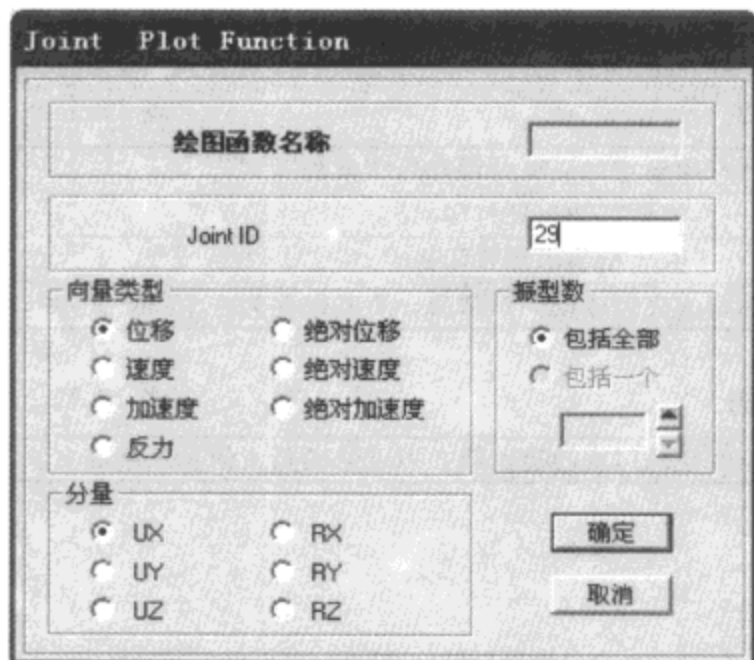 Joint Plot Function
绘图函数名称
Joint ID 29
向量类型
位移 绝对位移
速度 绝对速度
加速度 绝对加速度
反力
振型数
包括全部
包括一个
分量
UX RX
UY RY
UZ RZ
确定
取消